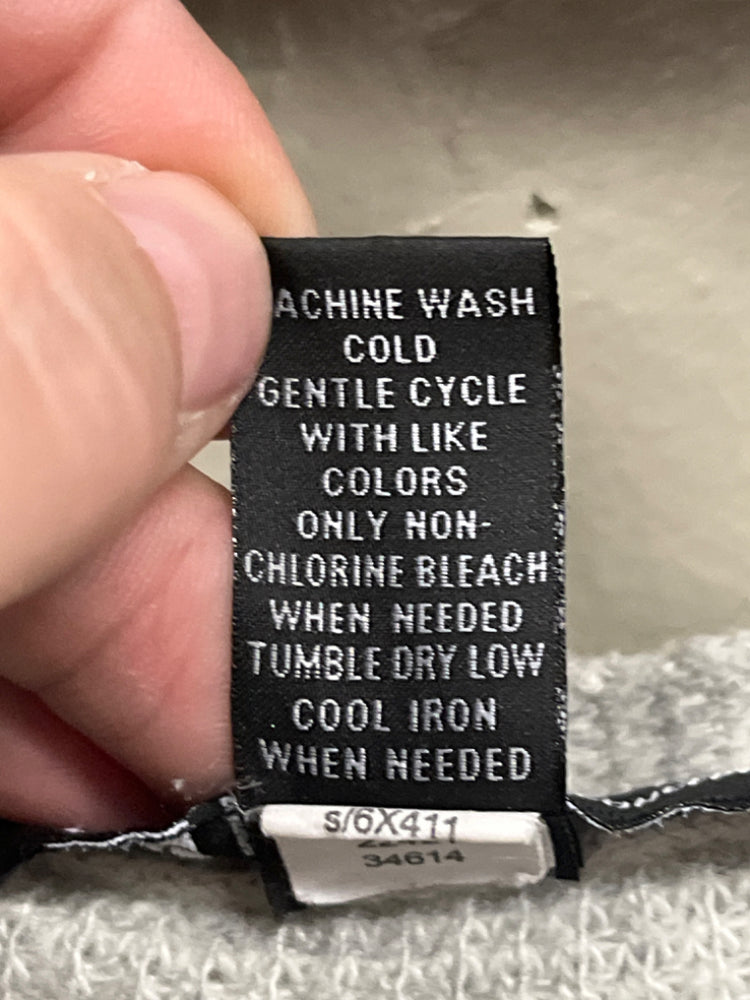 ACHINE WASH
COLD
GENTLE CYCLE
WITH LIKE
COLORS
ONLY NON-
CHLORINE BLEACH
WHEN NEEDED
TUMBLE DRY LOW
COOL IRON
WHEN NEEDED
S/6X411
34614